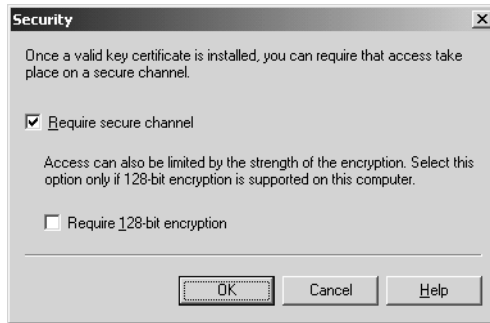 Security
Once a valid key certificate is installed, you can require that access take
place on a secure channel.
Require secure channel
Access can also be limited by the strength of the encryption. Select this
option only if 128-bit encryption is supported on this computer.
Require 128-bit encryption
OK Cancel Help